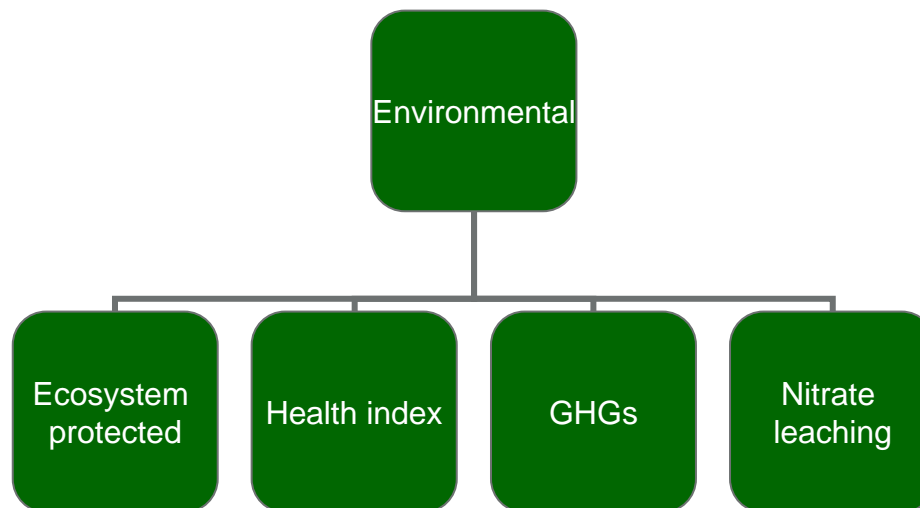 Environmental
Ecosystem
protected
Health index
GHGs
Nitrate
leaching